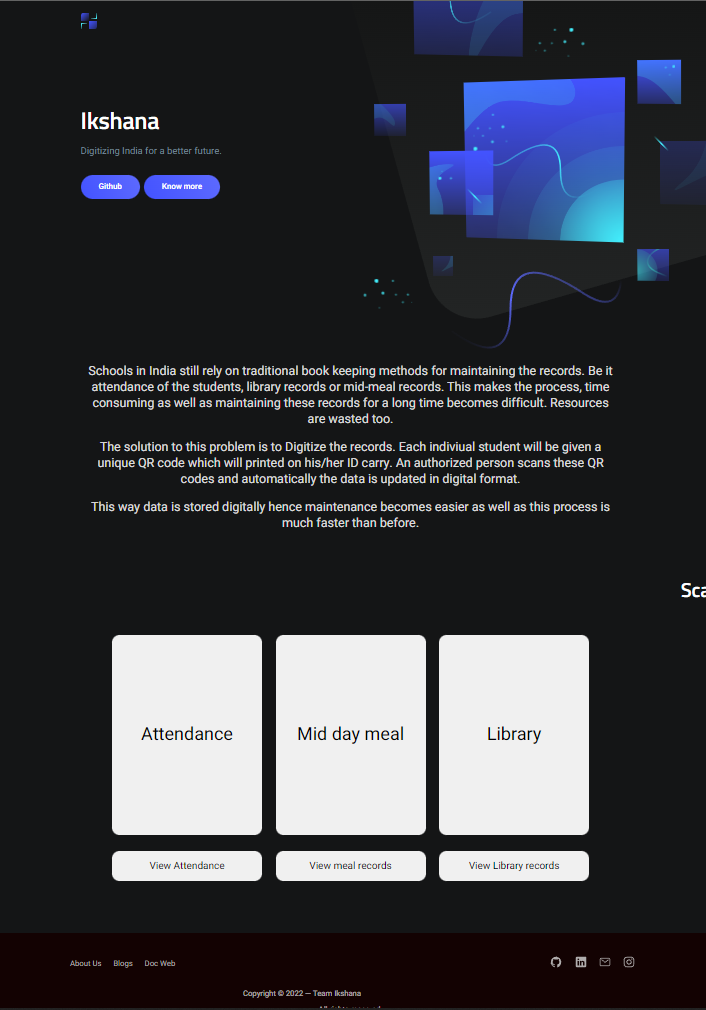 Ikshana
Digitizing India for a better future.
Github Know more
Schools in India still rely on traditional book keeping methods for maintaining the records. Be it
attendance of the students, library records or mid-meal records. This makes the process, time
consuming as well as maintaining these records for a long time becomes difficult. Resources
are wasted too.
The solution to this problem is to Digitize the records. Each indiviual student will be given a
unique QR code which will printed on his/her ID carry. An authorized person scans these QR
codes and automatically the data is updated in digital format.
This way data is stored digitally hence maintenance becomes easier as well as this process is
much faster than before.
Sca
Attendance Mid day meal Library
View Attendance View meal records View Library records
About Us Blogs Doc Web
Copyright © 2022 — Team Ikshana